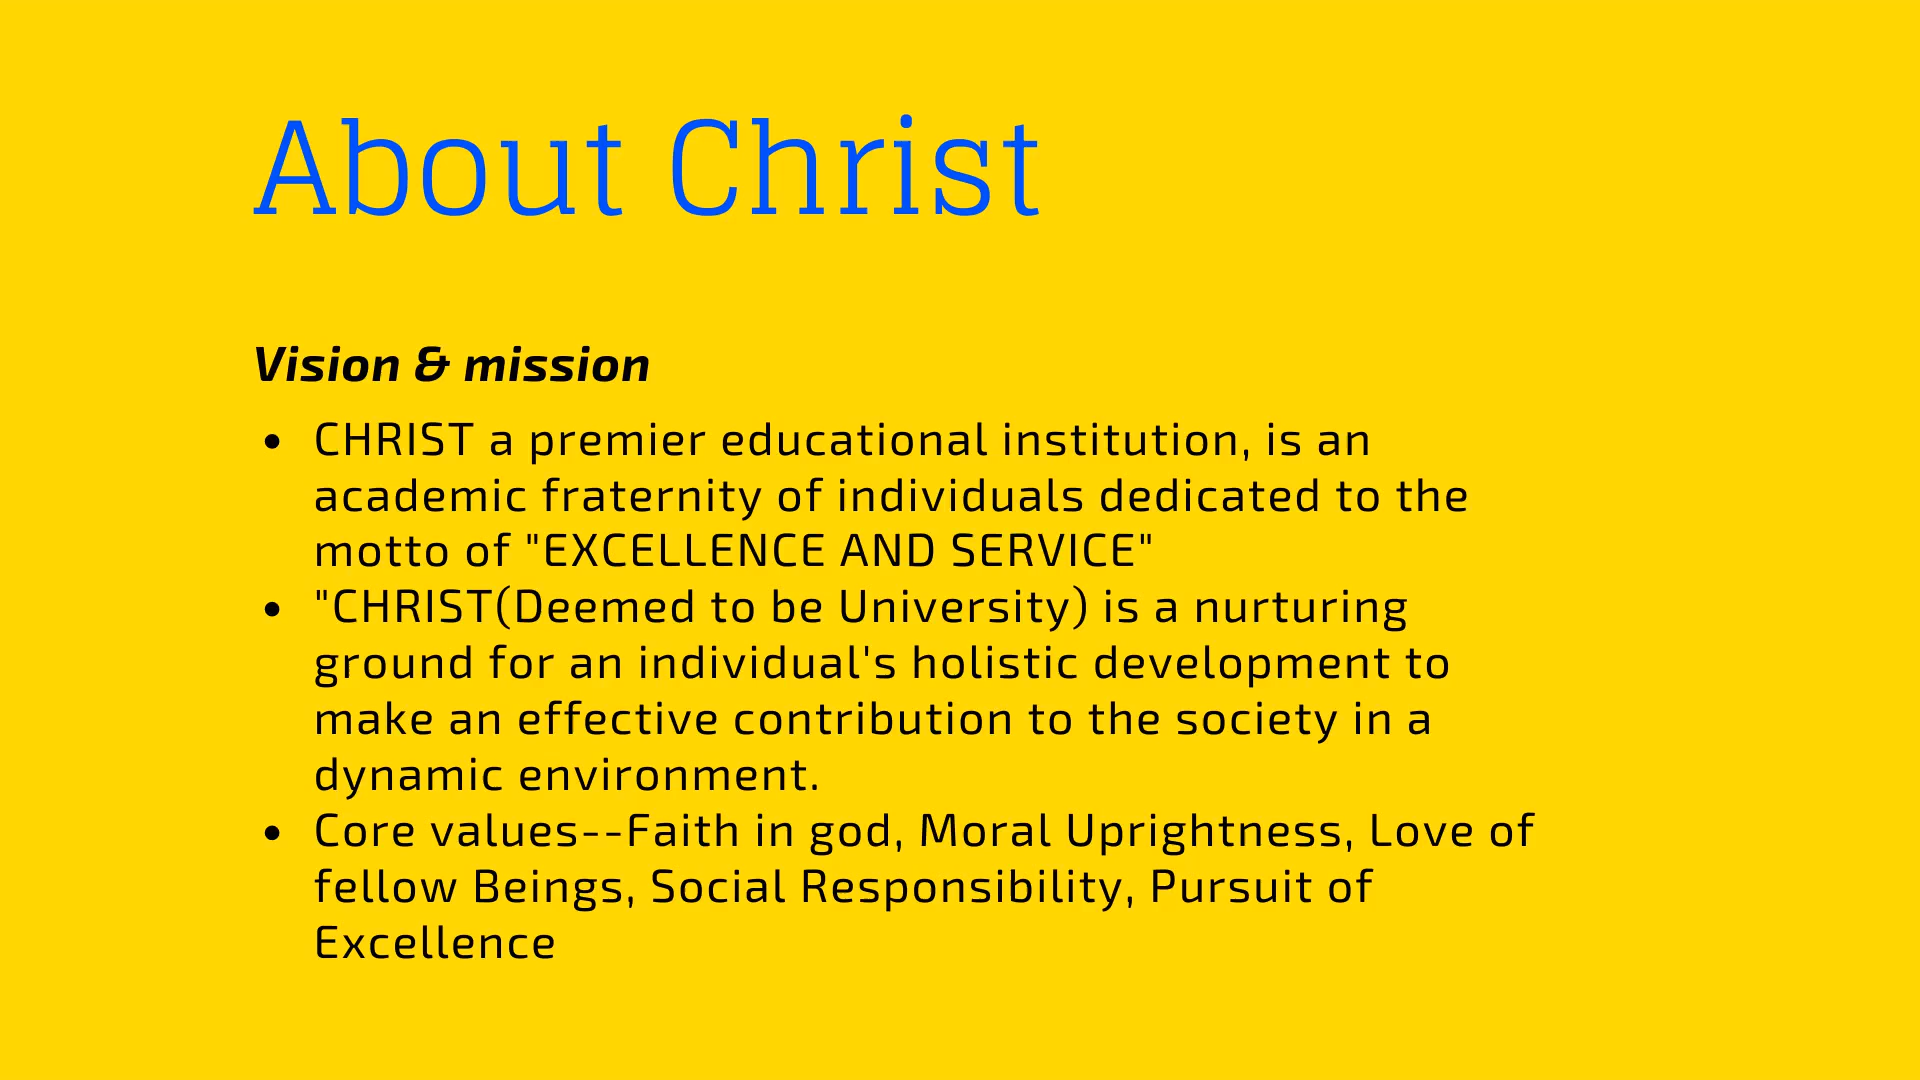 About Christ
Vision & mission
• CHRIST a premier educational institution, is an
academic fraternity of individuals dedicated to the
motto of "EXCELLENCE AND SERVICE"
• "CHRIST(Deemed to be University) is a nurturing
ground for an individual's holistic development to
make an effective contribution to the society in a
dynamic environment.
• Core values--Faith in god, Moral Uprightness, Love of
fellow Beings, Social Responsibility, Pursuit of
Excellence